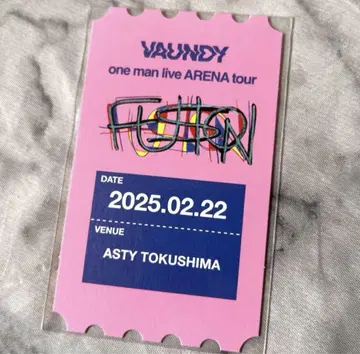 VAUNDY
one man live ARENA tour
FUSION
DATE
2025.02.22
VENUE
ASTY TOKUSHIMA